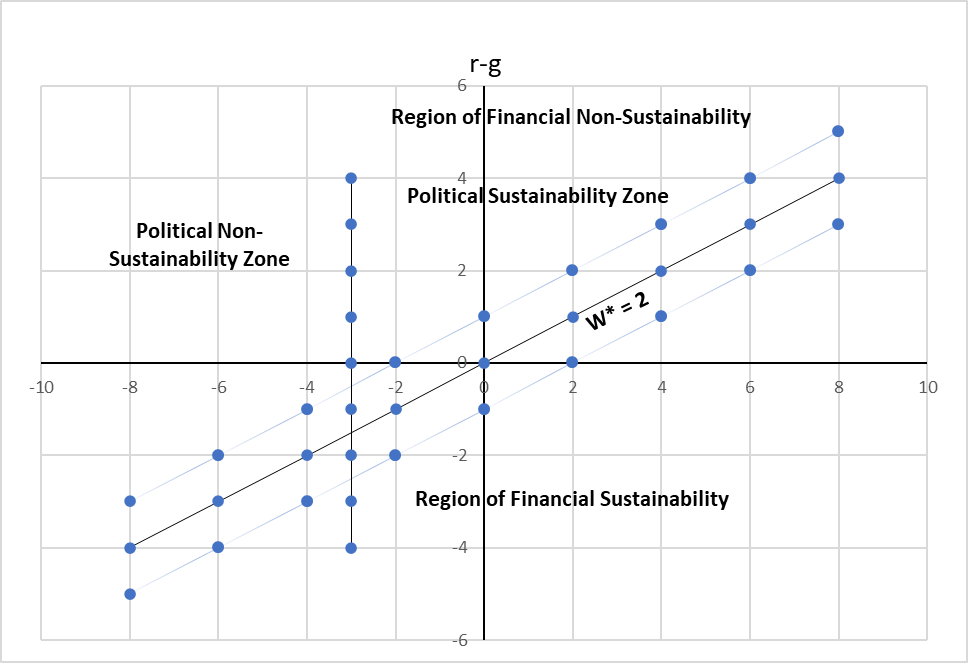 r-g
6
Region of Financial Non-Sustainability
4
Political Sustainability Zone
Political Non-
Sustainability Zone
2
W* = 2
0
-10 -8 -6 -4 -2 0 2 4 6 8 10
-2
Region of Financial Sustainability
-4
-6